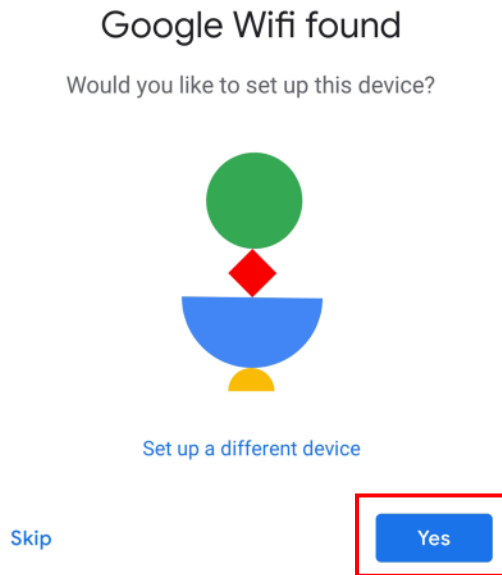 Google Wifi found
Would you like to set up this device?
Set up a different device
Skip
Yes